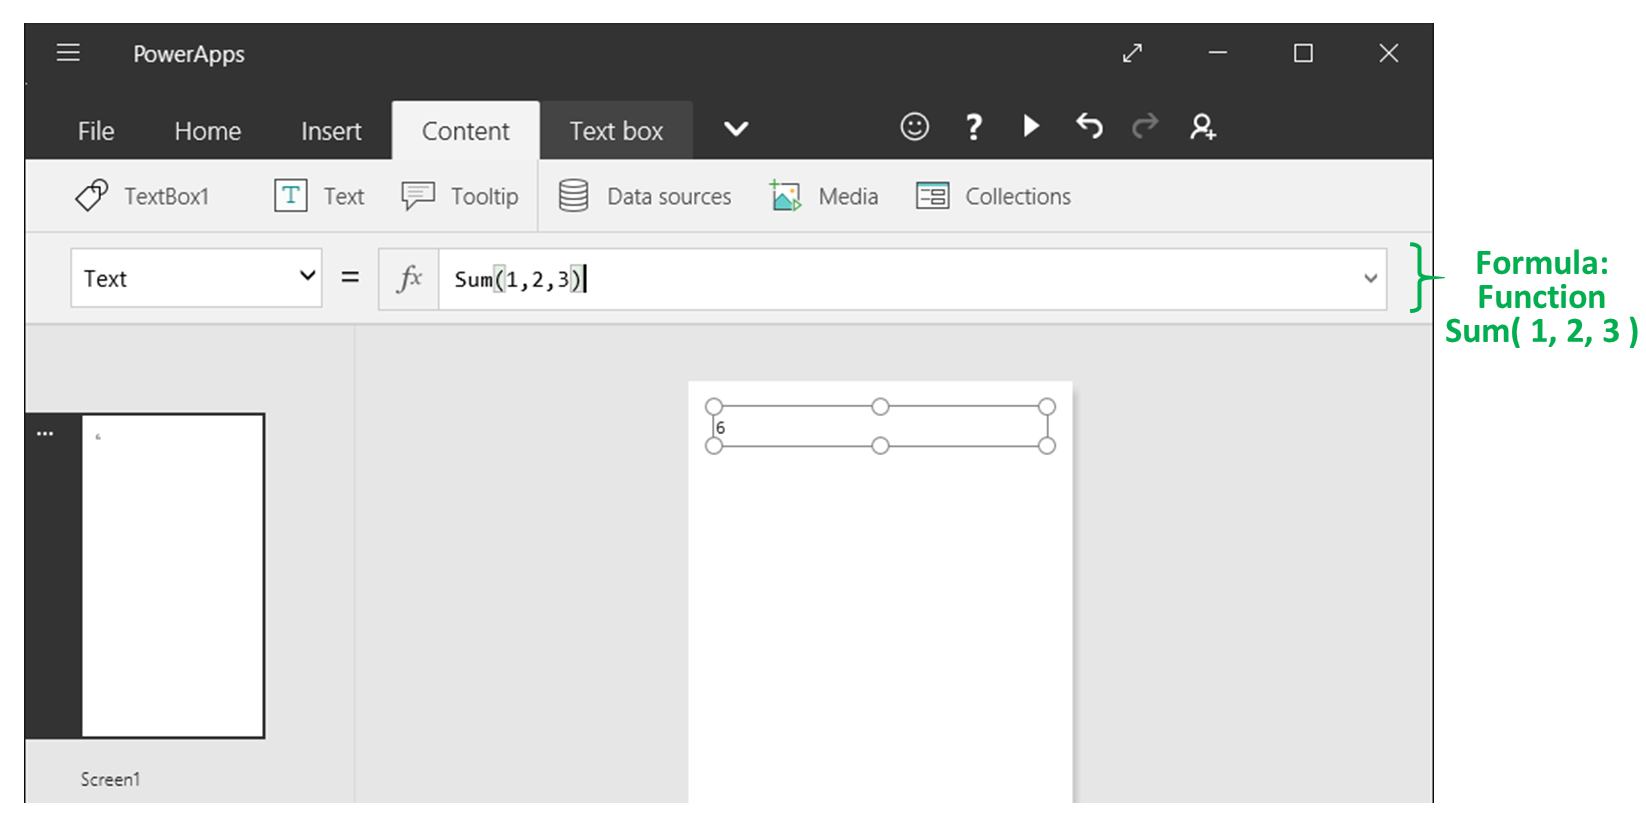 PowerApps
File Home Insert Content Text box ?
TextBox1 T Text Tooltip Data sources Media Collections
Text = fx Sum(1,2,3)
Formula:
Function
Sum( 1, 2, 3 )
6
6
Screen1